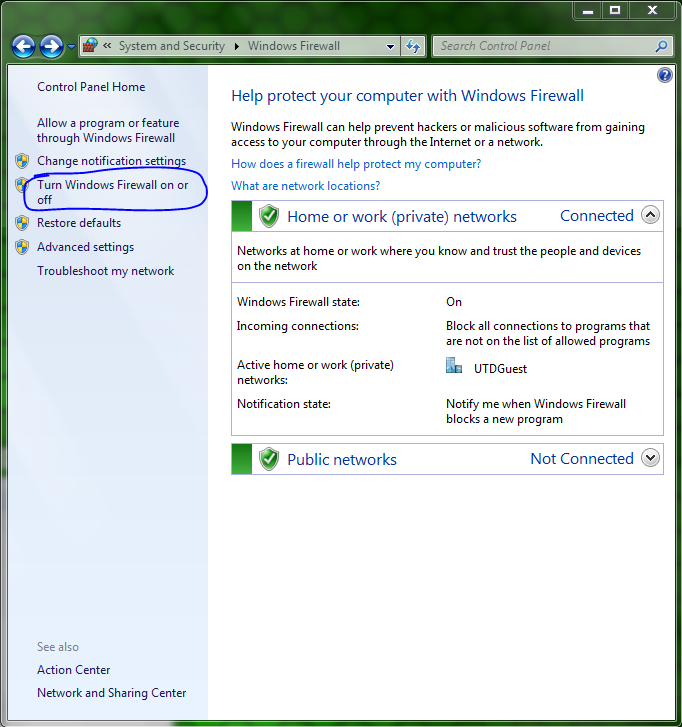 « System and Security ▸ Windows Firewall
Search Control Panel
Control Panel Home
Allow a program or feature
through Windows Firewall
Change notification settings
Turn Windows Firewall on or
off
Restore defaults
Advanced settings
Troubleshoot my network
See also
Action Center
Network and Sharing Center
Help protect your computer with Windows Firewall
Windows Firewall can help prevent hackers or malicious software from gaining
access to your computer through the Internet or a network.
How does a firewall help protect my computer?
What are network locations?
Home or work (private) networks Connected
Networks at home or work where you know and trust the people and devices
on the network
Windows Firewall state: On
Incoming connections: Block all connections to programs that
are not on the list of allowed programs
Active home or work (private)
networks: UTDGuest
Notification state: Notify me when Windows Firewall
blocks a new program
Public networks Not Connected